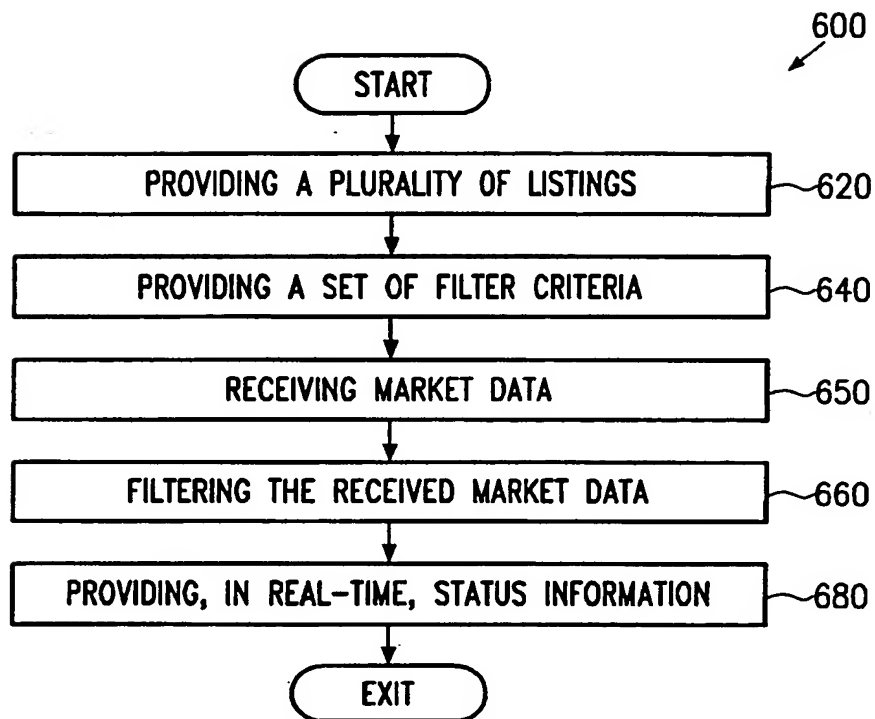 600
START
PROVIDING A PLURALITY OF LISTINGS 620
PROVIDING A SET OF FILTER CRITERIA 640
RECEIVING MARKET DATA 650
FILTERING THE RECEIVED MARKET DATA 660
PROVIDING, IN REAL-TIME, STATUS INFORMATION 680
EXIT